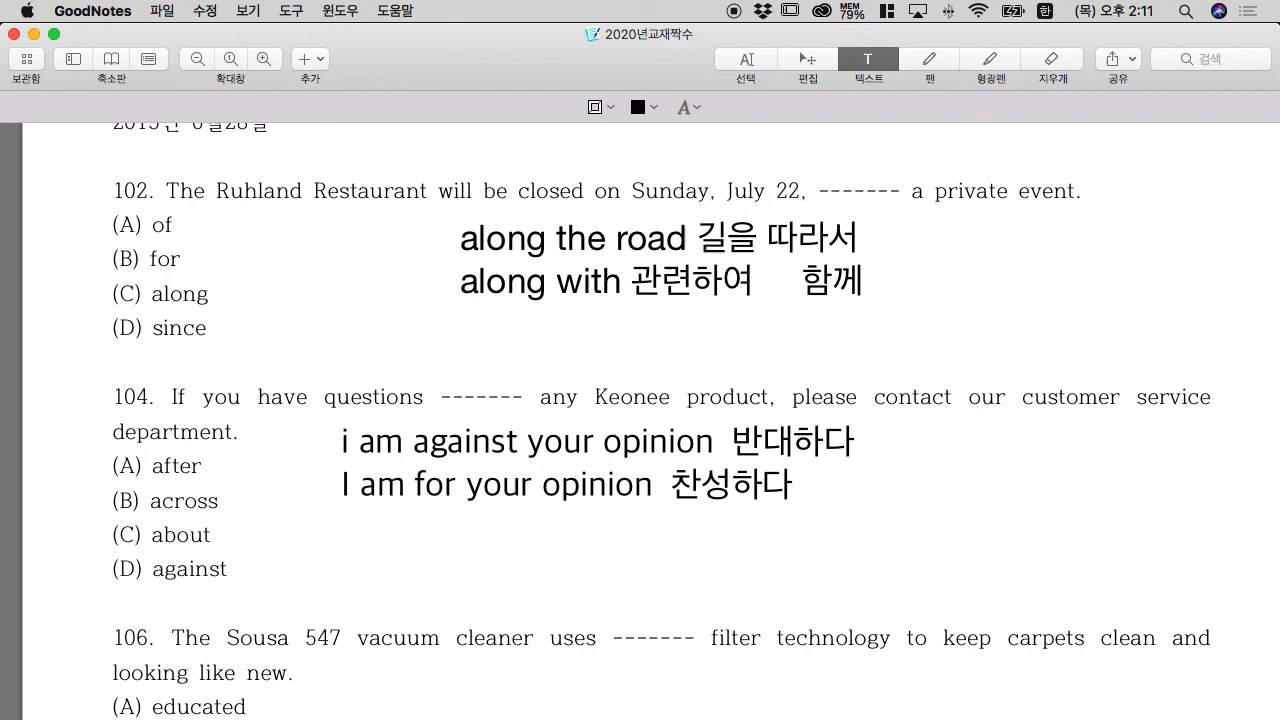 GoodNotes 파일 수정 보기 도구 윈도우 도움말 MEM 79% 한 (목) 오후 2:11
2020년교재짝수
보관함 축소판 확대창 추가 선택 편집 텍스트 펜 형광펜 지우개 공유 검색
102. The Ruhland Restaurant will be closed on Sunday, July 22, ------- a private event.
(A) of
along the road 길을 따라서
(B) for
along with 관련하여 함께
(C) along
(D) since
104. If you have questions ------- any Keonee product, please contact our customer service
department.
i am against your opinion 반대하다
(A) after
I am for your opinion 찬성하다
(B) across
(C) about
(D) against
106. The Sousa 547 vacuum cleaner uses ------- filter technology to keep carpets clean and
looking like new.
(A) educated